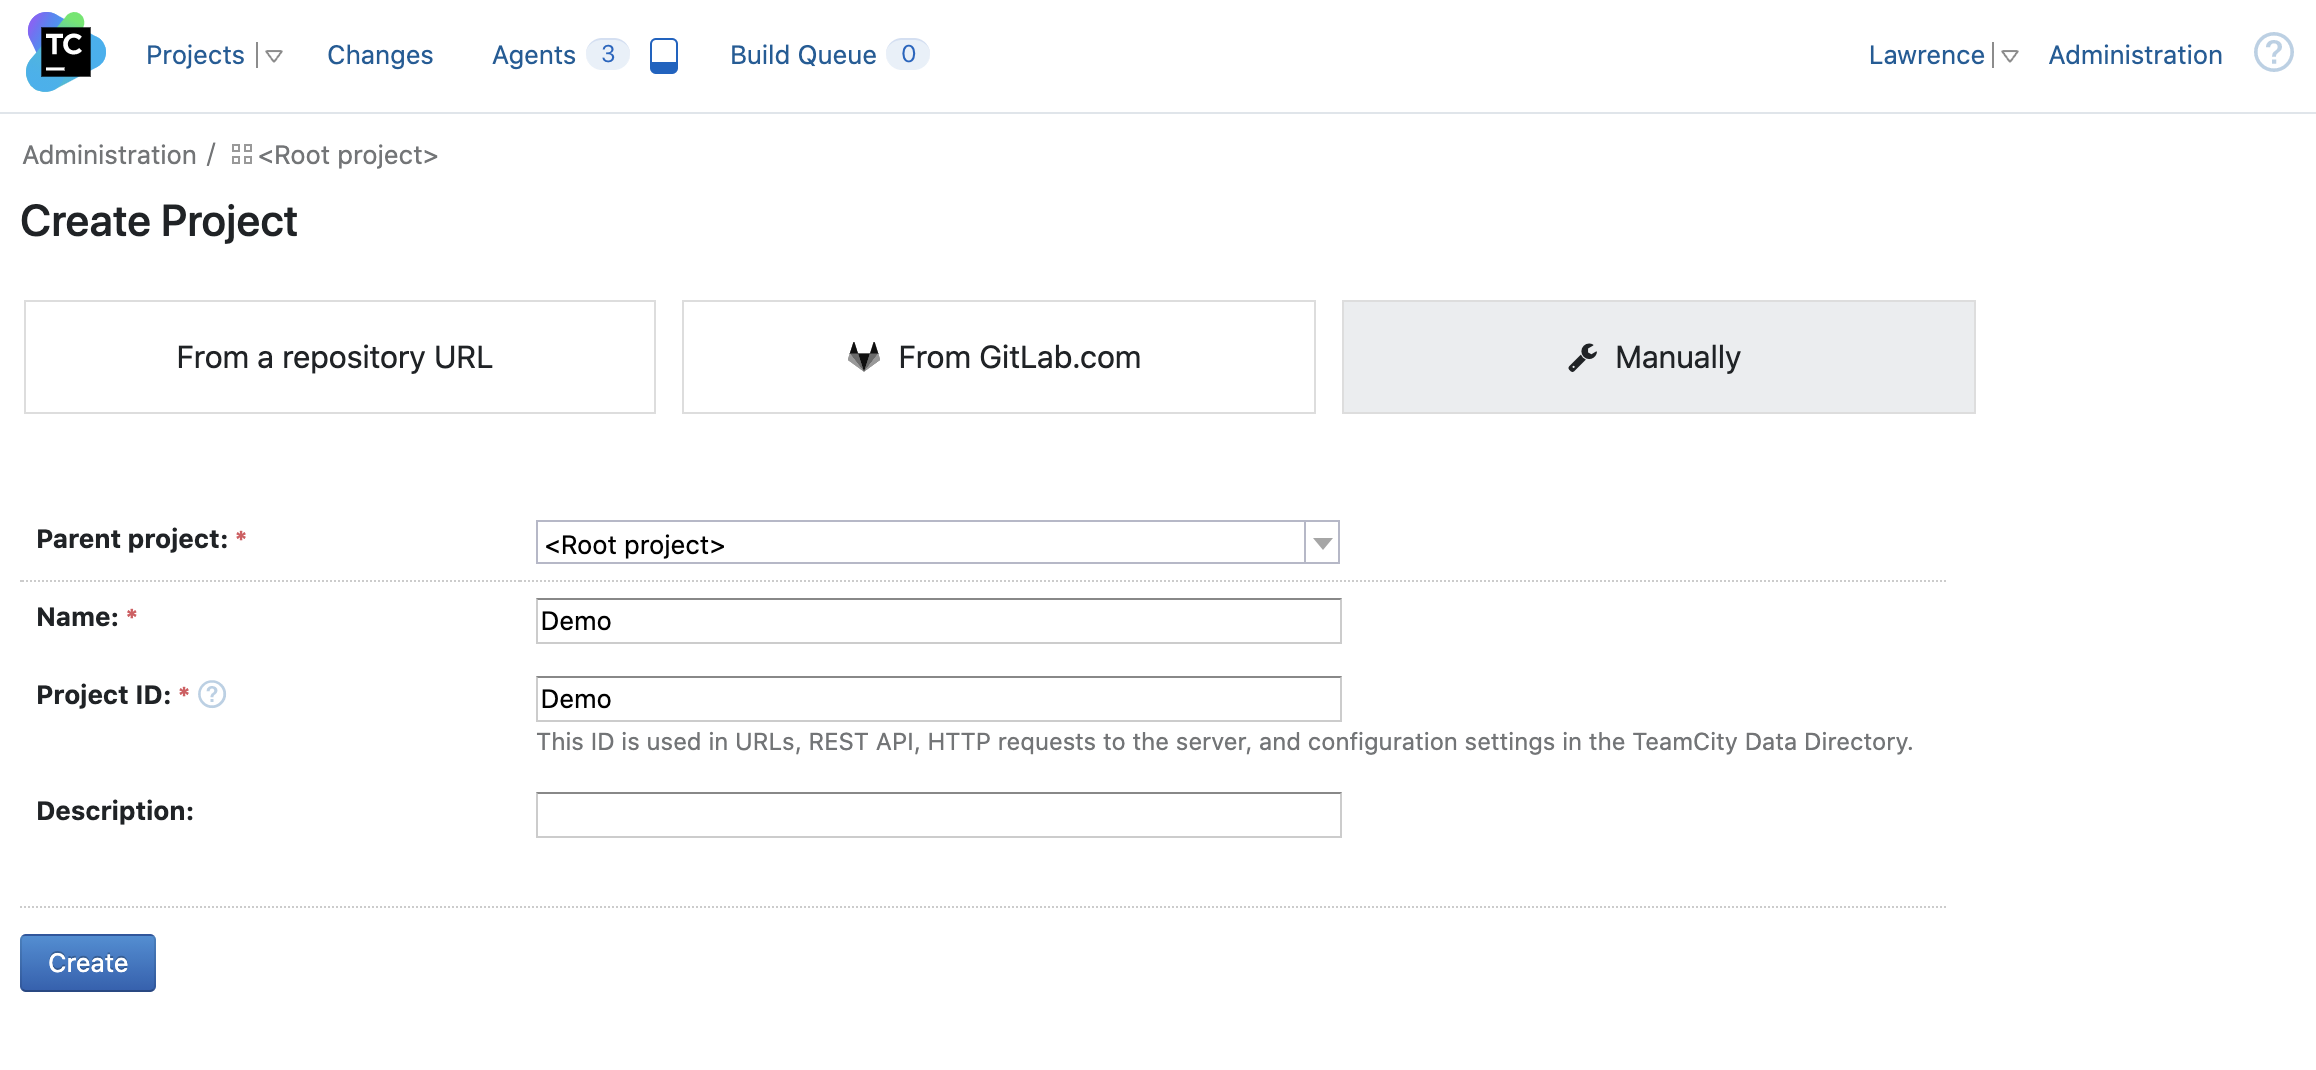 TC
Projects
Changes
Agents 3
Build Queue 0
Lawrence
Administration
?
Administration / <Root project>
Create Project
From a repository URL
From GitLab.com
Manually
Parent project: *
<Root project>
Name: *
Demo
Project ID: * ?
Demo
This ID is used in URLs, REST API, HTTP requests to the server, and configuration settings in the TeamCity Data Directory.
Description:
Create